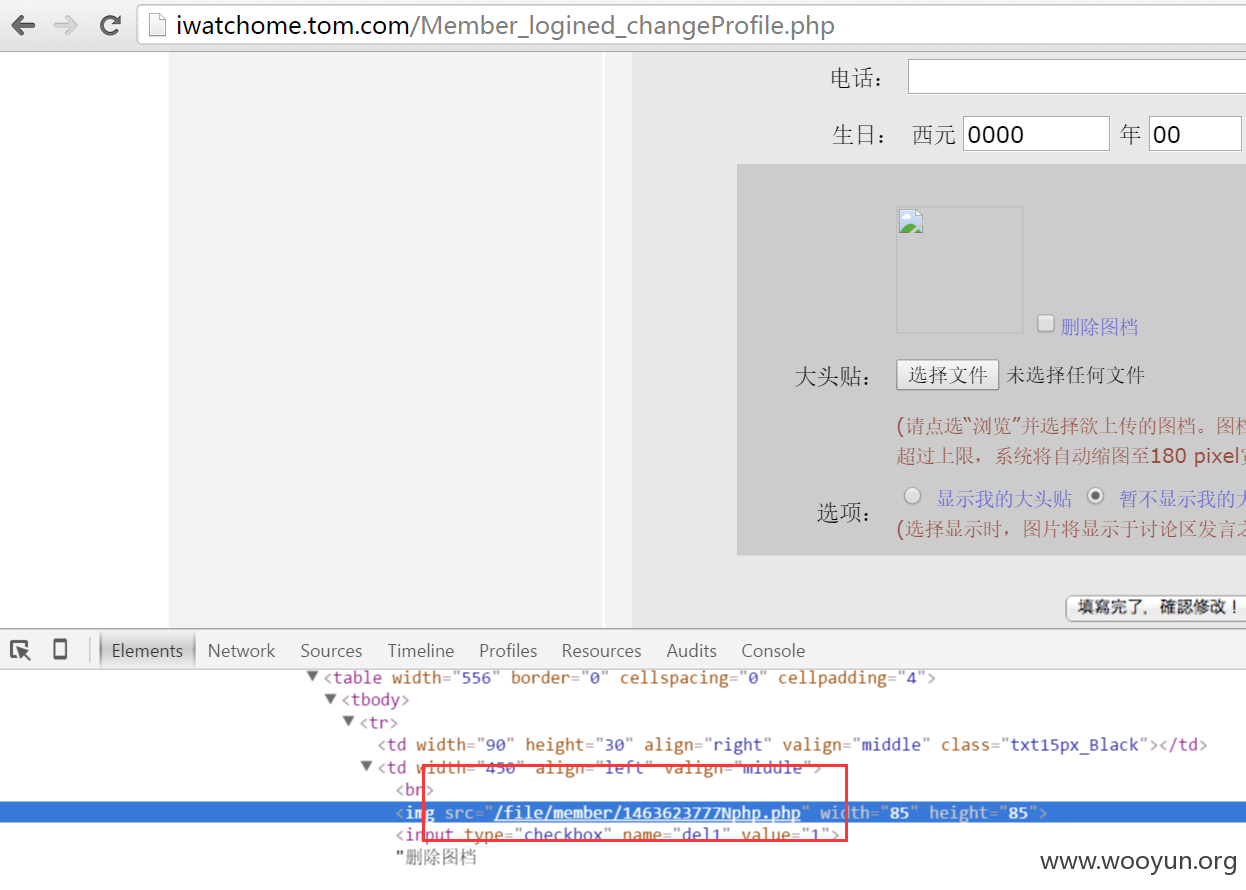 iwatchome.tom.com/Member_logined_changeProfile.php
电话：
生日： 西元 0000 年 00
删除图档
大头贴： 选择文件 未选择任何文件
(请点选“浏览”并选择欲上传的图档。图档
超过上限，系统将自动缩图至180 pixel宽
选项： 显示我的大头贴 暂不显示我的大
(选择显示时，图片将显示于讨论区发言之
填寫完了，確認修改！
Elements Network Sources Timeline Profiles Resources Audits Console
<table width="556" border="0" cellspacing="0" cellpadding="4">
<tbody>
<tr>
<td width="90" height="30" align="right" valign="middle" class="txt15px_Black"></td>
<td width="450" align="left" valign="middle">
<br>
<img src="/file/member/1463623777Nphp.php" width="85" height="85">
<input type="checkbox" name="del1" value="1">
"删除图档
www.wooyun.org